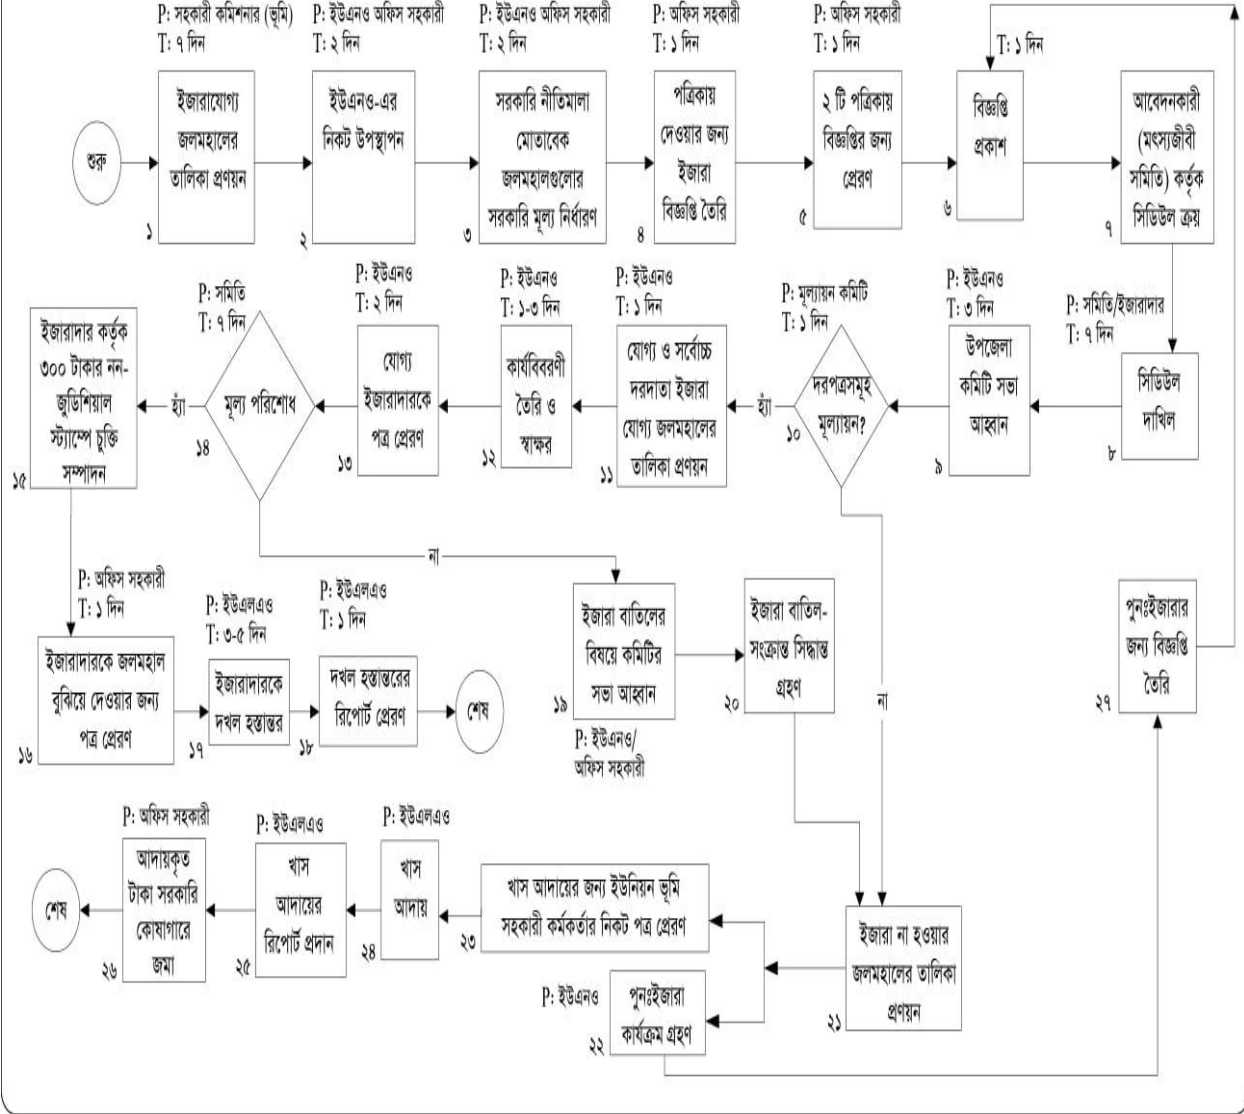 P: সহকারী কমিশনার (ভূমি)
T: ৭ দিন
P: ইউএনও অফিস সহকারী
T: ২ দিন
P: ইউএনও অফিস সহকারী
T: ২ দিন
P: অফিস সহকারী
T: ১ দিন
P: অফিস সহকারী
T: ১ দিন
T: ১ দিন
শুরু
ইজারাযোগ্য
জলমহালের
তালিকা প্রণয়ন
১
ইউএনও-এর
নিকট উপস্থাপন
২
সরকারি নীতিমালা
মোতাবেক
জলমহালগুলোর
সরকারি মূল্য নির্ধারণ
৩
পত্রিকায়
দেওয়ার জন্য
ইজারা
বিজ্ঞপ্তি তৈরি
৪
২ টি পত্রিকায়
বিজ্ঞপ্তির জন্য
প্রেরণ
৫
বিজ্ঞপ্তি
প্রকাশ
৬
আবেদনকারী
(মৎস্যজীবী
সমিতি) কর্তৃক
সিডিউল ক্রয়
৭
P: সমিতি/ইজারাদার
T: ৭ দিন
সিডিউল
দাখিল
৮
P: ইউএনও
T: ৩ দিন
উপজেলা
কমিটি সভা
আহ্বান
৯
P: মূল্যায়ন কমিটি
T: ১ দিন
দরপত্রসমূহ
মূল্যায়ন?
১০
হ্যাঁ
P: ইউএনও
T: ১ দিন
যোগ্য ও সর্বোচ্চ
দরদাতা ইজারা
যোগ্য জলমহালের
তালিকা প্রণয়ন
১১
P: ইউএনও
T: ১-৩ দিন
কার্যবিবরণী
তৈরি ও
স্বাক্ষর
১২
P: ইউএনও
T: ২ দিন
যোগ্য
ইজারাদারকে
পত্র প্রেরণ
১৩
P: সমিতি
T: ৭ দিন
মূল্য পরিশোধ
১৪
হ্যাঁ
ইজারাদার কর্তৃক
৩০০ টাকার নন-
জুডিশিয়াল
স্ট্যাম্পে চুক্তি
সম্পাদন
১৫
না
P: অফিস সহকারী
T: ১ দিন
ইজারাদারকে জলমহাল
বুঝিয়ে দেওয়ার জন্য
পত্র প্রেরণ
১৬
P: ইউএলএও
T: ৩-৫ দিন
ইজারাদারকে
দখল হস্তান্তর
১৭
P: ইউএলএও
T: ১ দিন
দখল হস্তান্তরের
রিপোর্ট প্রেরণ
১৮
শেষ
ইজারা বাতিলের
বিষয়ে কমিটির
সভা আহ্বান
১৯
P: ইউএনও/
অফিস সহকারী
ইজারা বাতিল-
সংক্রান্ত সিদ্ধান্ত
গ্রহণ
২০
না
পুনঃইজারার
জন্য বিজ্ঞপ্তি
তৈরি
২৭
শেষ
P: অফিস সহকারী
আদায়কৃত
টাকা সরকারি
কোষাগারে
জমা
২৬
P: ইউএলএও
খাস
আদায়ের
রিপোর্ট প্রদান
২৫
P: ইউএলএও
খাস
আদায়
২৪
খাস আদায়ের জন্য ইউনিয়ন ভূমি
সহকারী কর্মকর্তার নিকট পত্র প্রেরণ
২৩
ইজারা না হওয়ার
জলমহালের তালিকা
প্রণয়ন
২১
P: ইউএনও
পুনঃইজারা
কার্যক্রম গ্রহণ
২২